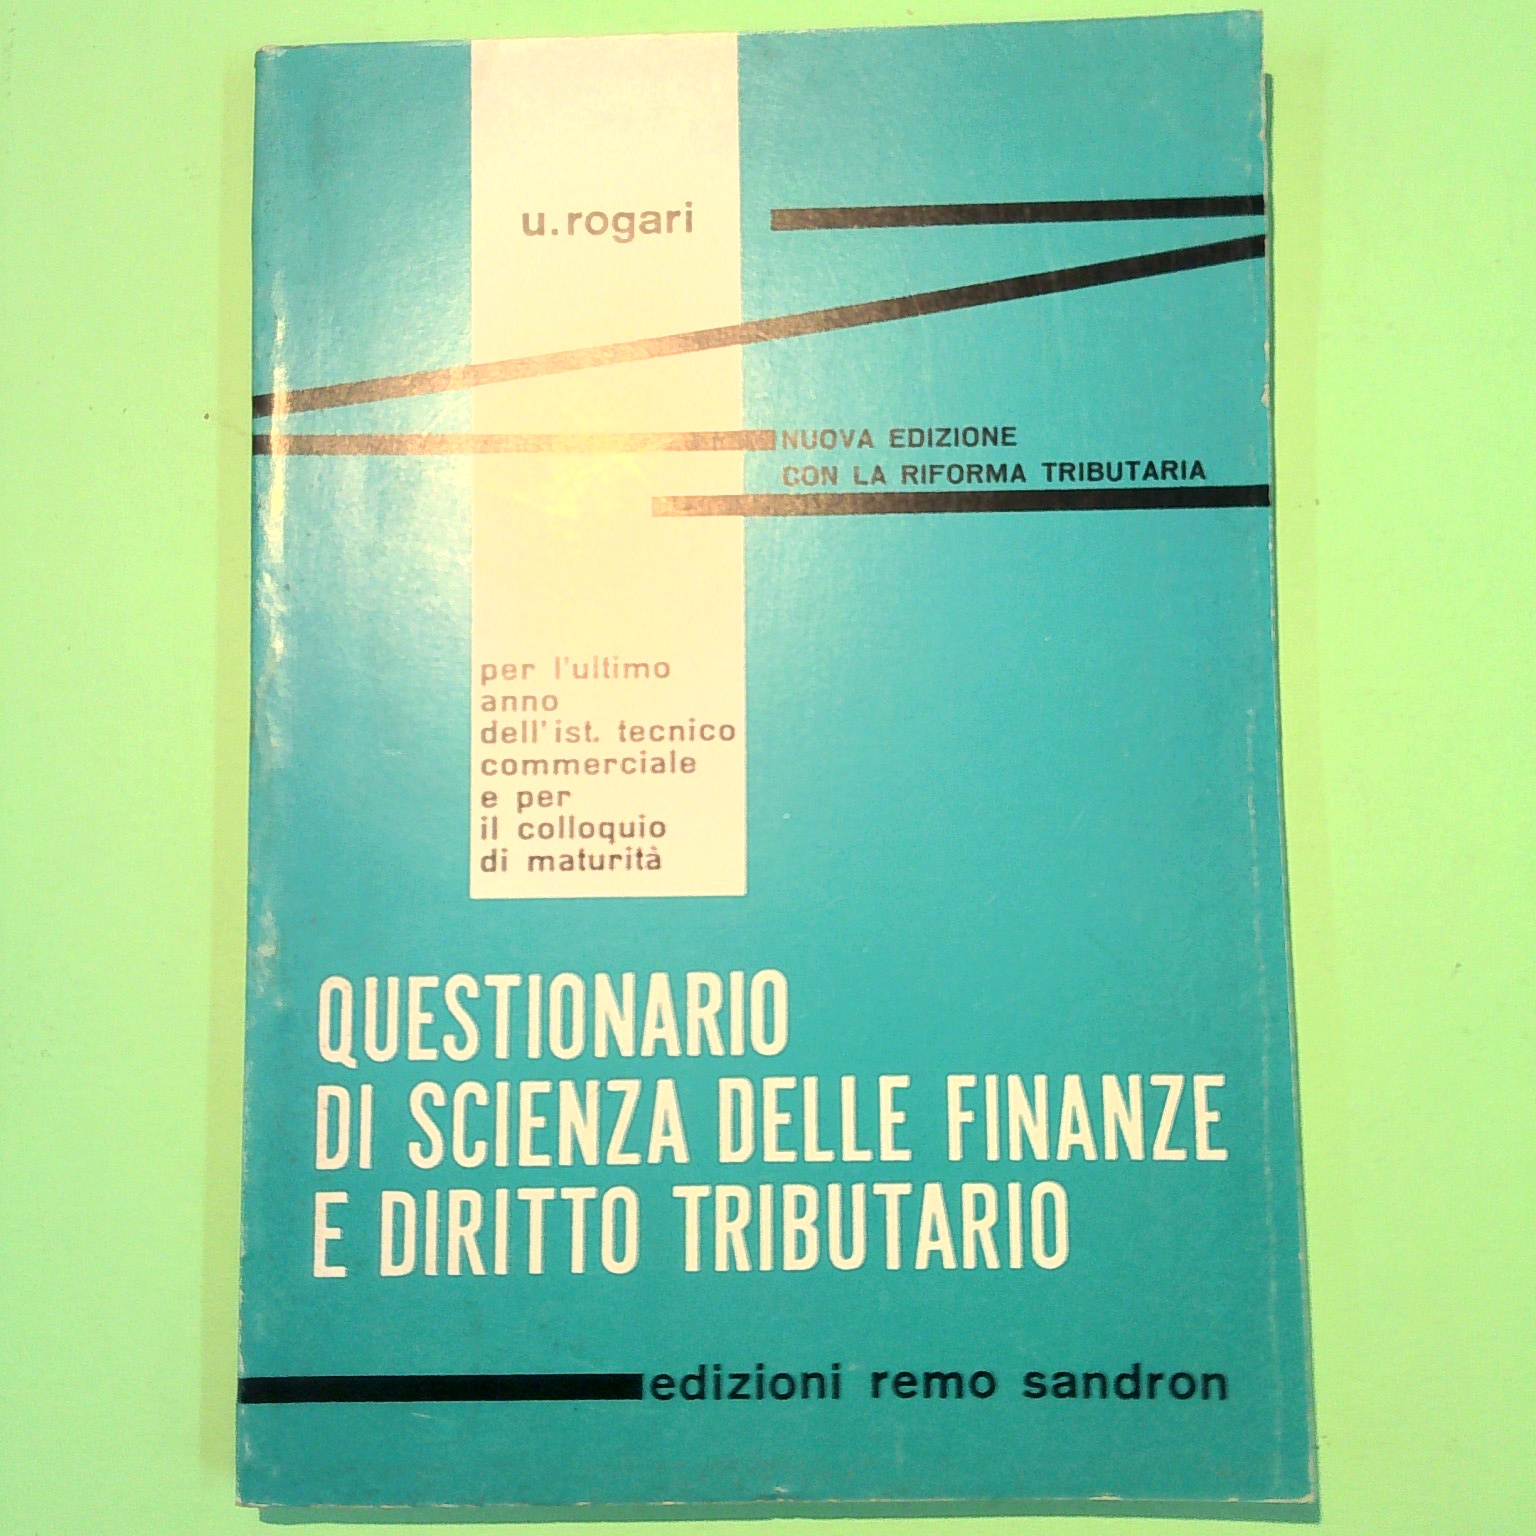 u. rogari
NUOVA EDIZIONE
CON LA RIFORMA TRIBUTARIA
per l'ultimo
anno
dell'ist. tecnico
commerciale
e per
il colloquio
di maturità
QUESTIONARIO
DI SCIENZA DELLE FINANZE
E DIRITTO TRIBUTARIO
edizioni remo sandron